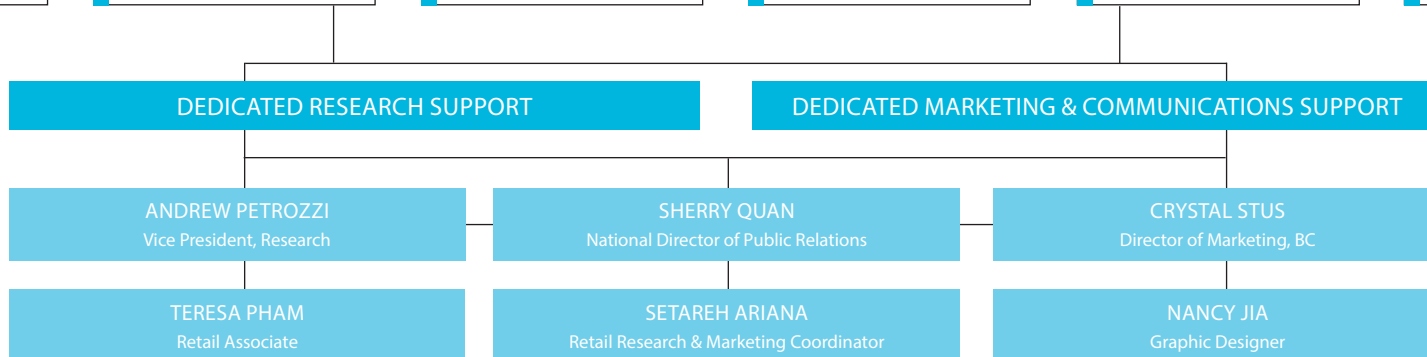 DEDICATED RESEARCH SUPPORT
DEDICATED MARKETING & COMMUNICATIONS SUPPORT
ANDREW PETROZZI
Vice President, Research
SHERRY QUAN
National Director of Public Relations
CRYSTAL STUS
Director of Marketing, BC
TERESA PHAM
Retail Associate
SETAREH ARIANA
Retail Research & Marketing Coordinator
NANCY JIA
Graphic Designer